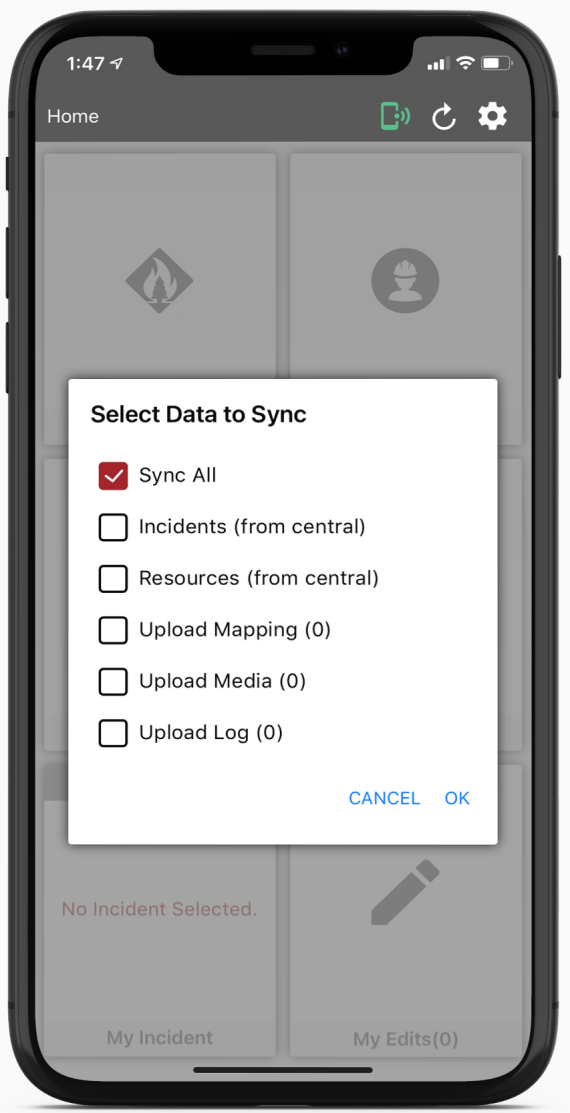 1:47
Home
Select Data to Sync
Sync All
Incidents (from central)
Resources (from central)
Upload Mapping (0)
Upload Media (0)
Upload Log (0)
CANCEL OK
No Incident Selected.
My Incident
My Edits(0)